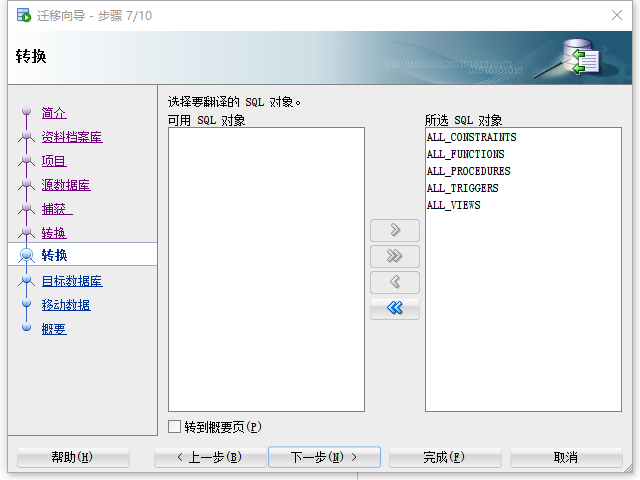 迁移向导 - 步骤 7/10
转换
010101010101010101010101
简介
资料档案库
项目
源数据库
捕获
转换
转换
目标数据库
移动数据
概要
选择要翻译的 SQL 对象。
可用 SQL 对象
所选 SQL 对象
ALL_CONSTRAINTS
ALL_FUNCTIONS
ALL_PROCEDURES
ALL_TRIGGERS
ALL_VIEWS
转到概要页(P)
帮助(H)
< 上一步(B)
下一步(N) >
完成(F)
取消